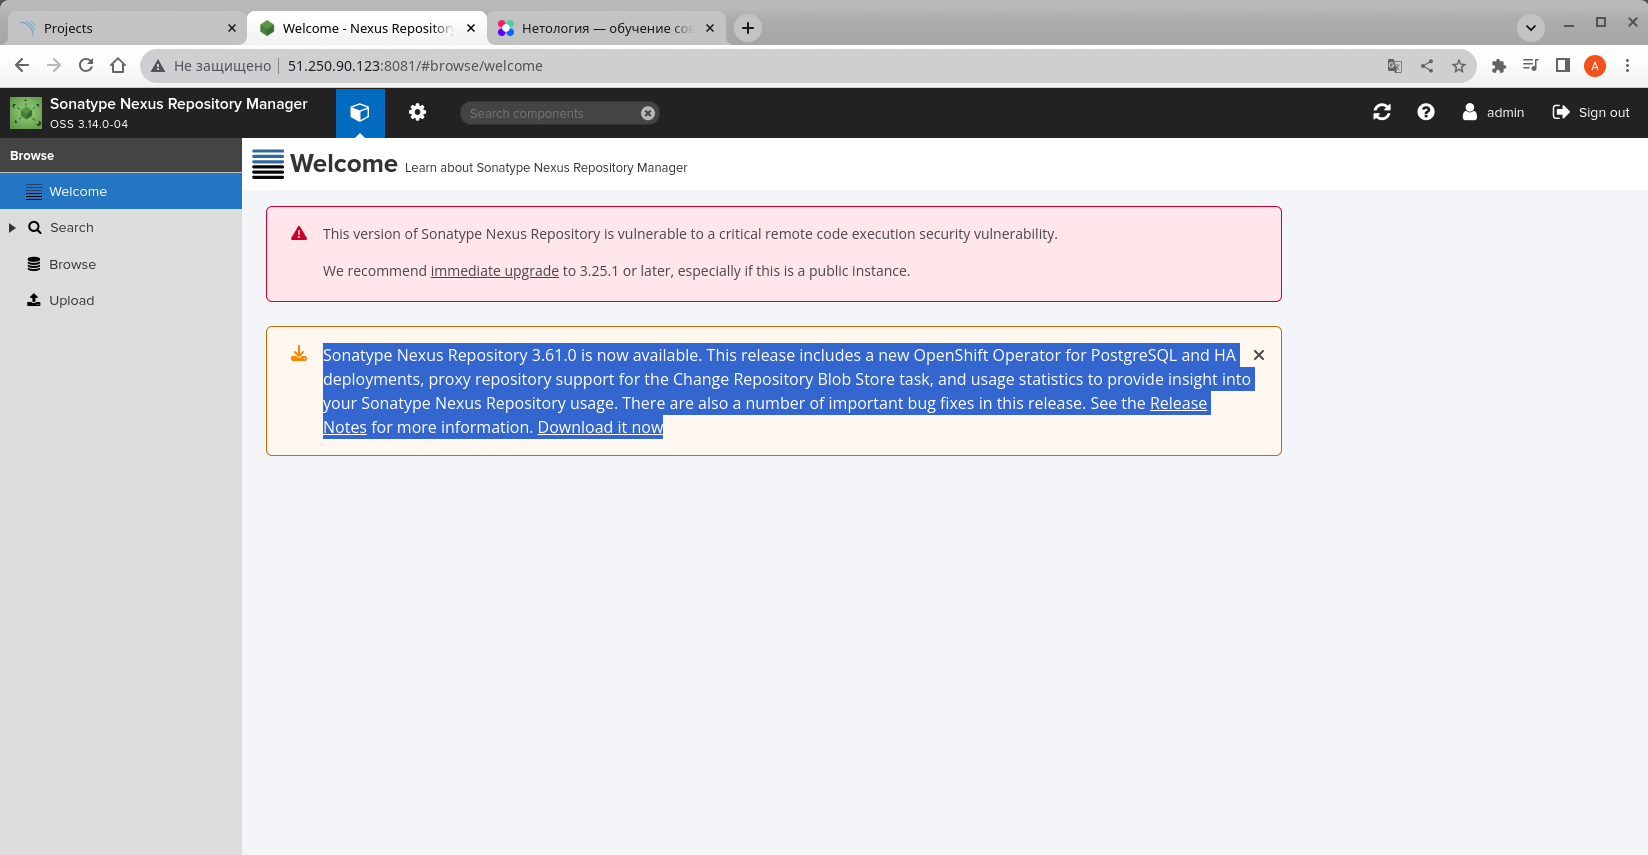 Projects
Welcome - Nexus Repository
Нетология — обучение сов
Не защищено
51.250.90.123:8081/#browse/welcome
A
Sonatype Nexus Repository Manager
OSS 3.14.0-04
Search components
admin
Sign out
Browse
Welcome
Search
Browse
Upload
Welcome Learn about Sonatype Nexus Repository Manager
This version of Sonatype Nexus Repository is vulnerable to a critical remote code execution security vulnerability.
We recommend immediate upgrade to 3.25.1 or later, especially if this is a public instance.
Sonatype Nexus Repository 3.61.0 is now available. This release includes a new OpenShift Operator for PostgreSQL and HA
deployments, proxy repository support for the Change Repository Blob Store task, and usage statistics to provide insight into
your Sonatype Nexus Repository usage. There are also a number of important bug fixes in this release. See the Release
Notes for more information. Download it now